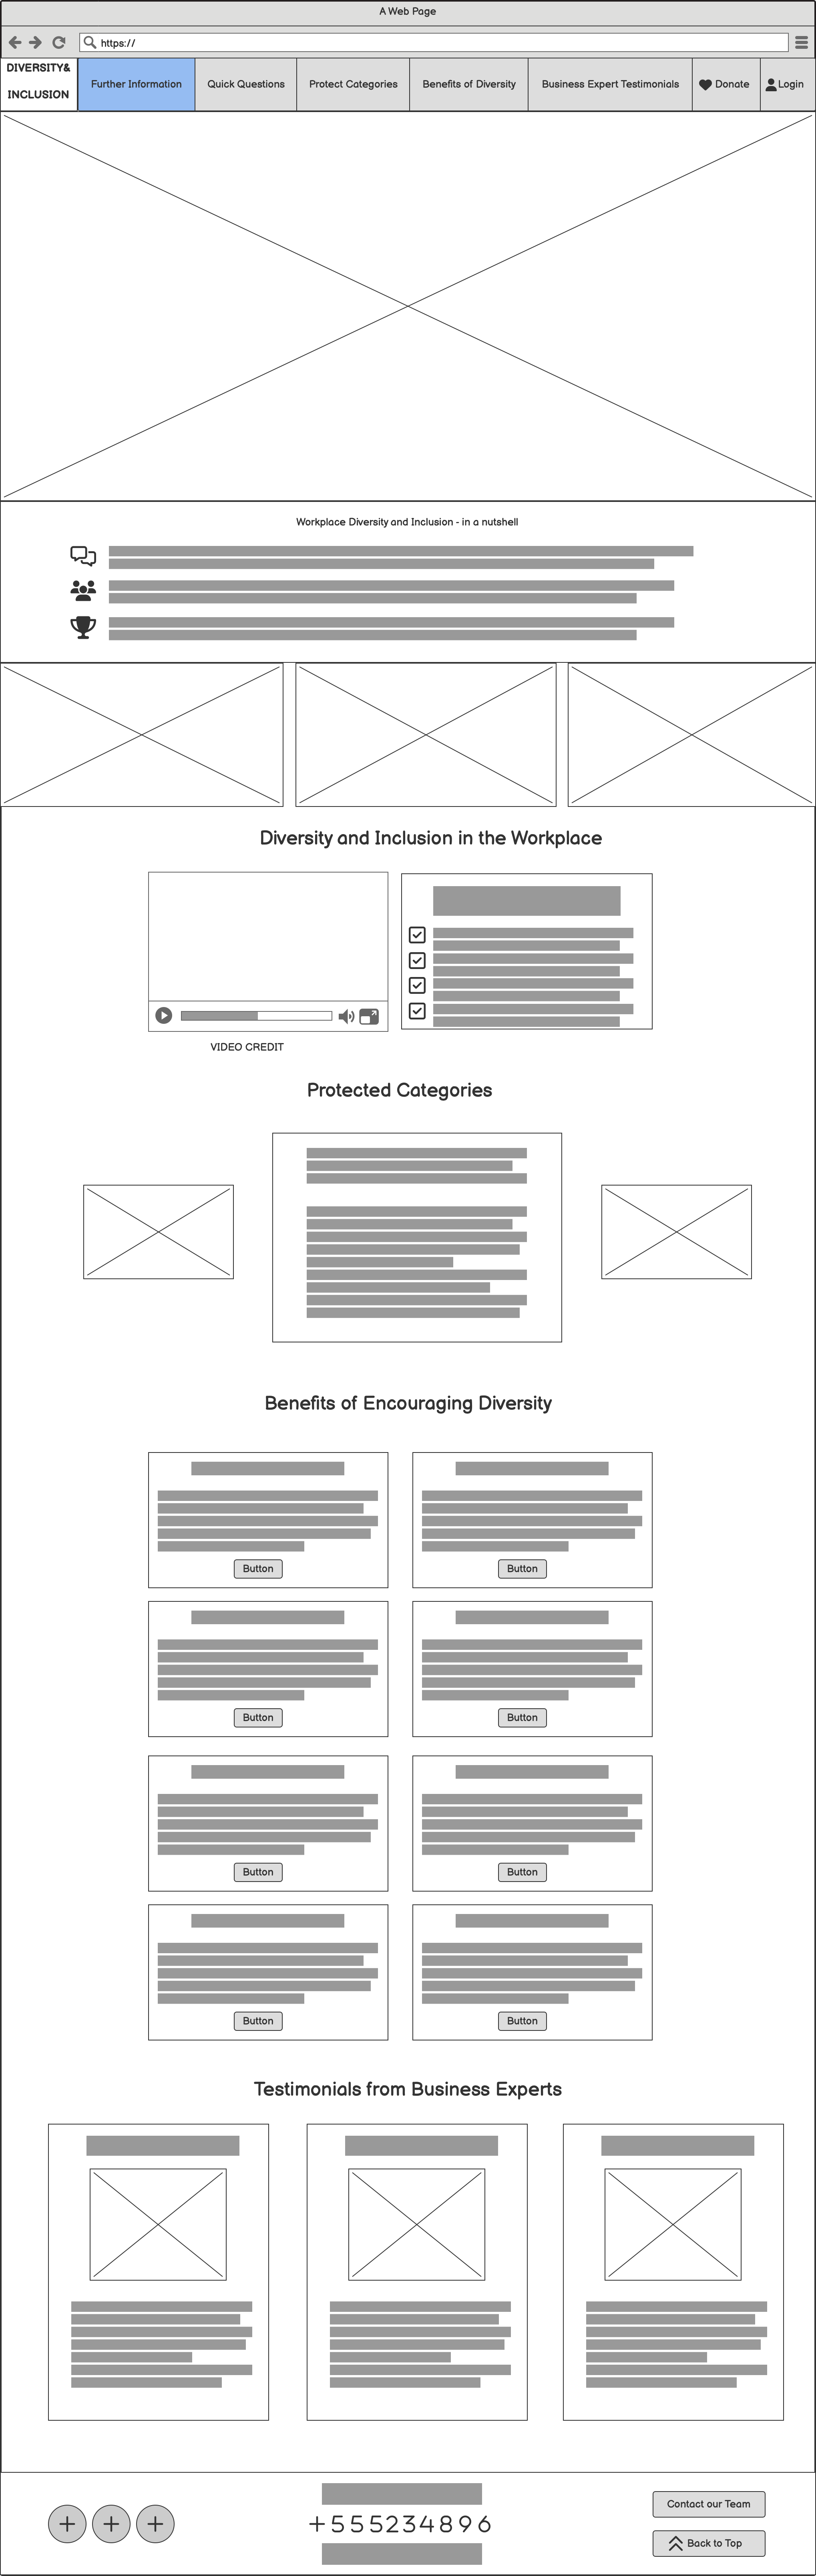 A Web Page
https://
DIVERSITY&
INCLUSION
Further Information
Quick Questions
Protect Categories
Benefits of Diversity
Business Expert Testimonials
Donate
Login
Workplace Diversity and Inclusion - in a nutshell
Diversity and Inclusion in the Workplace
VIDEO CREDIT
Protected Categories
Benefits of Encouraging Diversity
Button
Button
Button
Button
Button
Button
Button
Button
Testimonials from Business Experts
+555234896
Contact our Team
Back to Top